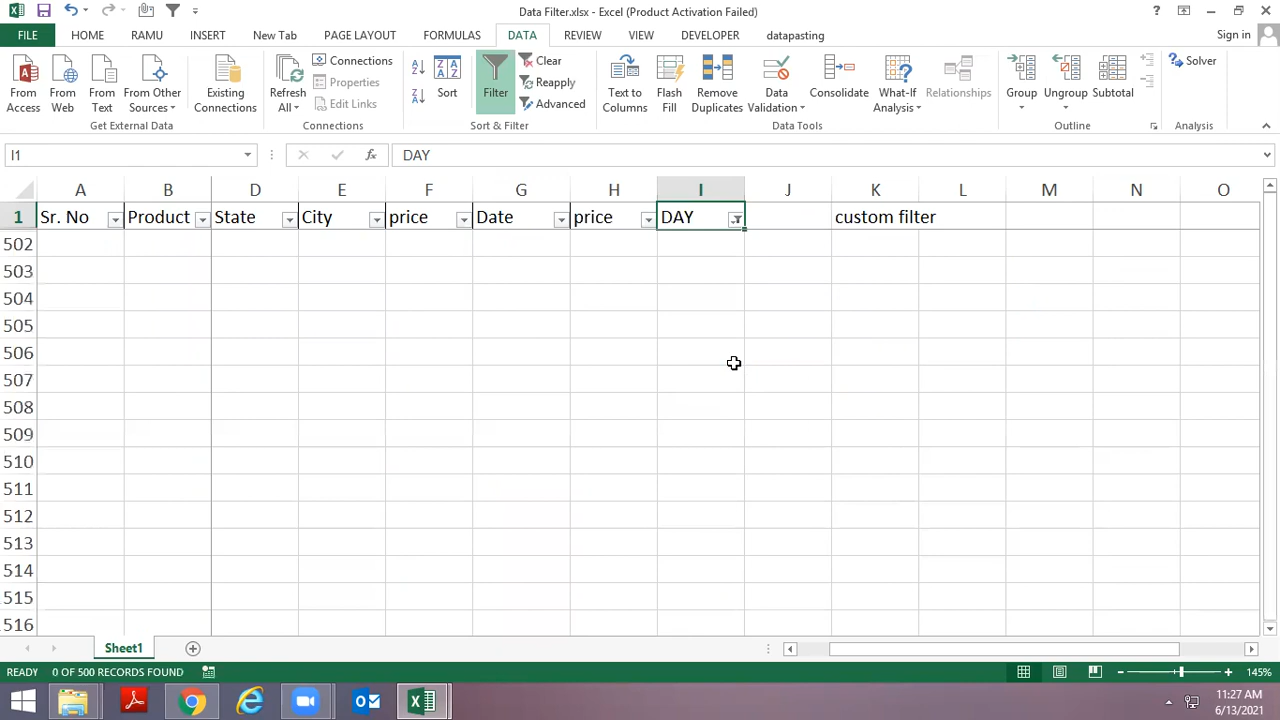 Data Filter.xlsx - Excel (Product Activation Failed)
FILE HOME RAMU INSERT New Tab PAGE LAYOUT FORMULAS DATA REVIEW VIEW DEVELOPER datapasting Sign in
From Access From Web From Text From Other Sources Existing Connections Refresh All Connections Properties Edit Links Sort Filter Clear Reapply Advanced Text to Columns Flash Fill Remove Duplicates Data Validation Consolidate What-If Analysis Relationships Group Ungroup Subtotal Solver
Get External Data Connections Sort & Filter Data Tools Outline Analysis
I1 fx DAY
A B D E F G H I J K L M N O
1 Sr. No Product State City price Date price DAY custom filter
502
503
504
505
506
507
508
509
510
511
512
513
514
515
516
Sheet1
READY 0 OF 500 RECORDS FOUND 145%
11:27 AM
6/13/2021